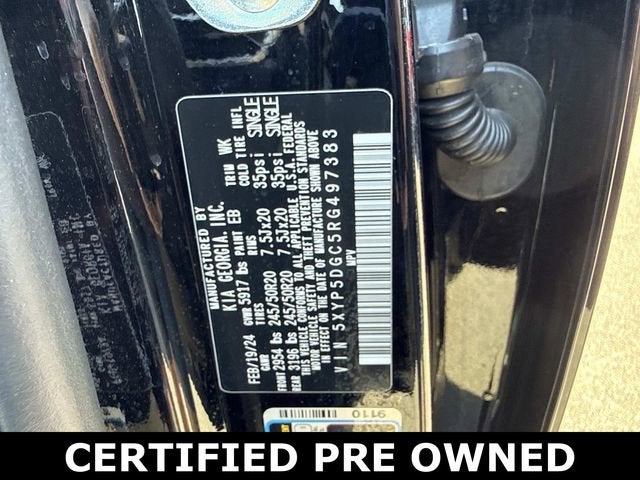 MANUFACTURED BY
KIA GEORGIA, INC.
FEB/19/24 GVWR 5917 lbs PAINT EB TRIM WK
GAWR TIRES RIMS COLD TIRE INFL
FRONT 2954 lbs 245/50R20 7.5Jx20 35psi SINGLE
REAR 3196 lbs 245/50R20 7.5Jx20 35psi SINGLE
THIS VEHICLE CONFORMS TO ALL APPLICABLE U.S.A. FEDERAL
MOTOR VEHICLE SAFETY AND THEFT PREVENTION STANDARDS
IN EFFECT ON THE DATE OF MANUFACTURE SHOWN ABOVE
VIN 5XYP5DGC5RG497383
MPV
9110
CERTIFIED PRE OWNED